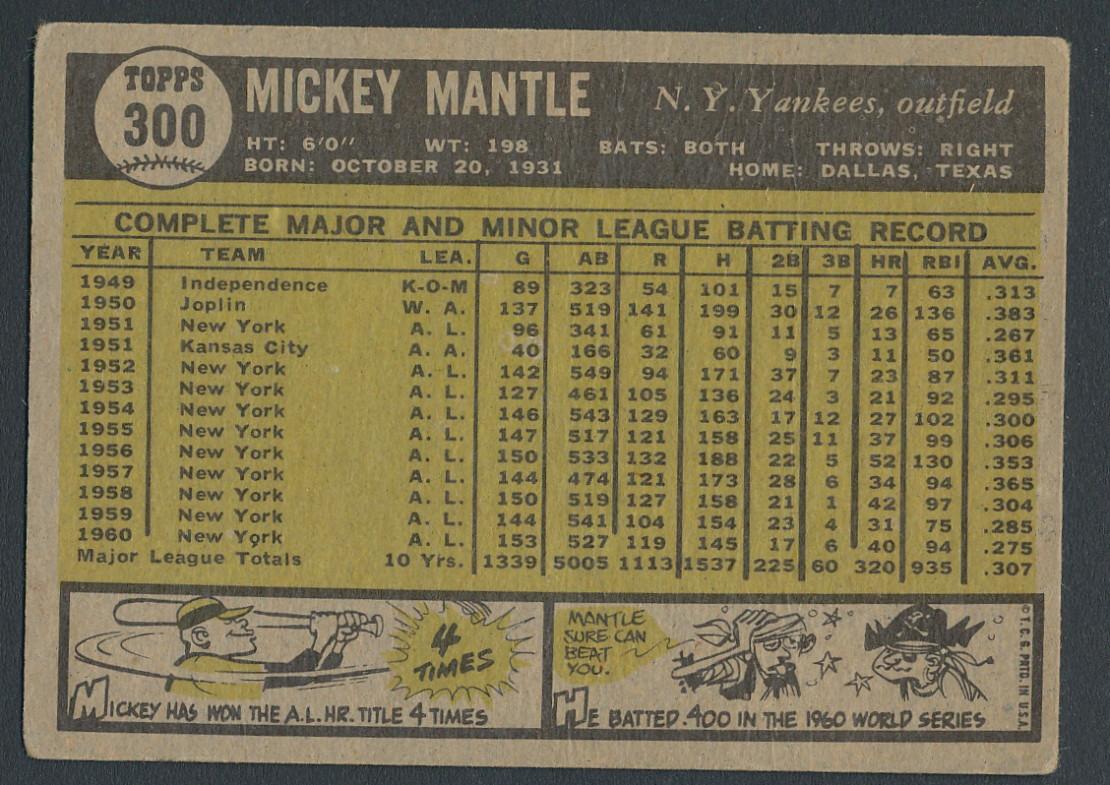 TOPPS
300
MICKEY MANTLE N. Y. Yankees, outfield
HT: 6'0" WT: 198 BATS: BOTH THROWS: RIGHT
BORN: OCTOBER 20, 1931 HOME: DALLAS, TEXAS
COMPLETE MAJOR AND MINOR LEAGUE BATTING RECORD
YEAR TEAM LEA. G AB R H 2B 3B HR RBI AVG.
1949 Independence K-O-M 89 323 54 101 15 7 7 63 .313
1950 Joplin W. A. 137 519 141 199 30 12 26 136 .383
1951 New York A. L. 96 341 61 91 11 5 13 65 .267
1951 Kansas City A. A. 40 166 32 60 9 3 11 50 .361
1952 New York A. L. 142 549 94 171 37 7 23 87 .311
1953 New York A. L. 127 461 105 136 24 3 21 92 .295
1954 New York A. L. 146 543 129 163 17 12 27 102 .300
1955 New York A. L. 147 517 121 158 25 11 37 99 .306
1956 New York A. L. 150 533 132 188 22 5 52 130 .353
1957 New York A. L. 144 474 121 173 28 6 34 94 .365
1958 New York A. L. 150 519 127 158 21 1 42 97 .304
1959 New York A. L. 144 541 104 154 23 4 31 75 .285
1960 New York A. L. 153 527 119 145 17 6 40 94 .275
Major League Totals 10 Yrs. 1339 5005 1113 1537 225 60 320 935 .307
4
TIMES
MICKEY HAS WON THE A.L. HR. TITLE 4 TIMES
MANTLE
SURE CAN
BEAT
YOU.
HE BATTED .400 IN THE 1960 WORLD SERIES
© T. C. G. PRTD. IN U.S.A.